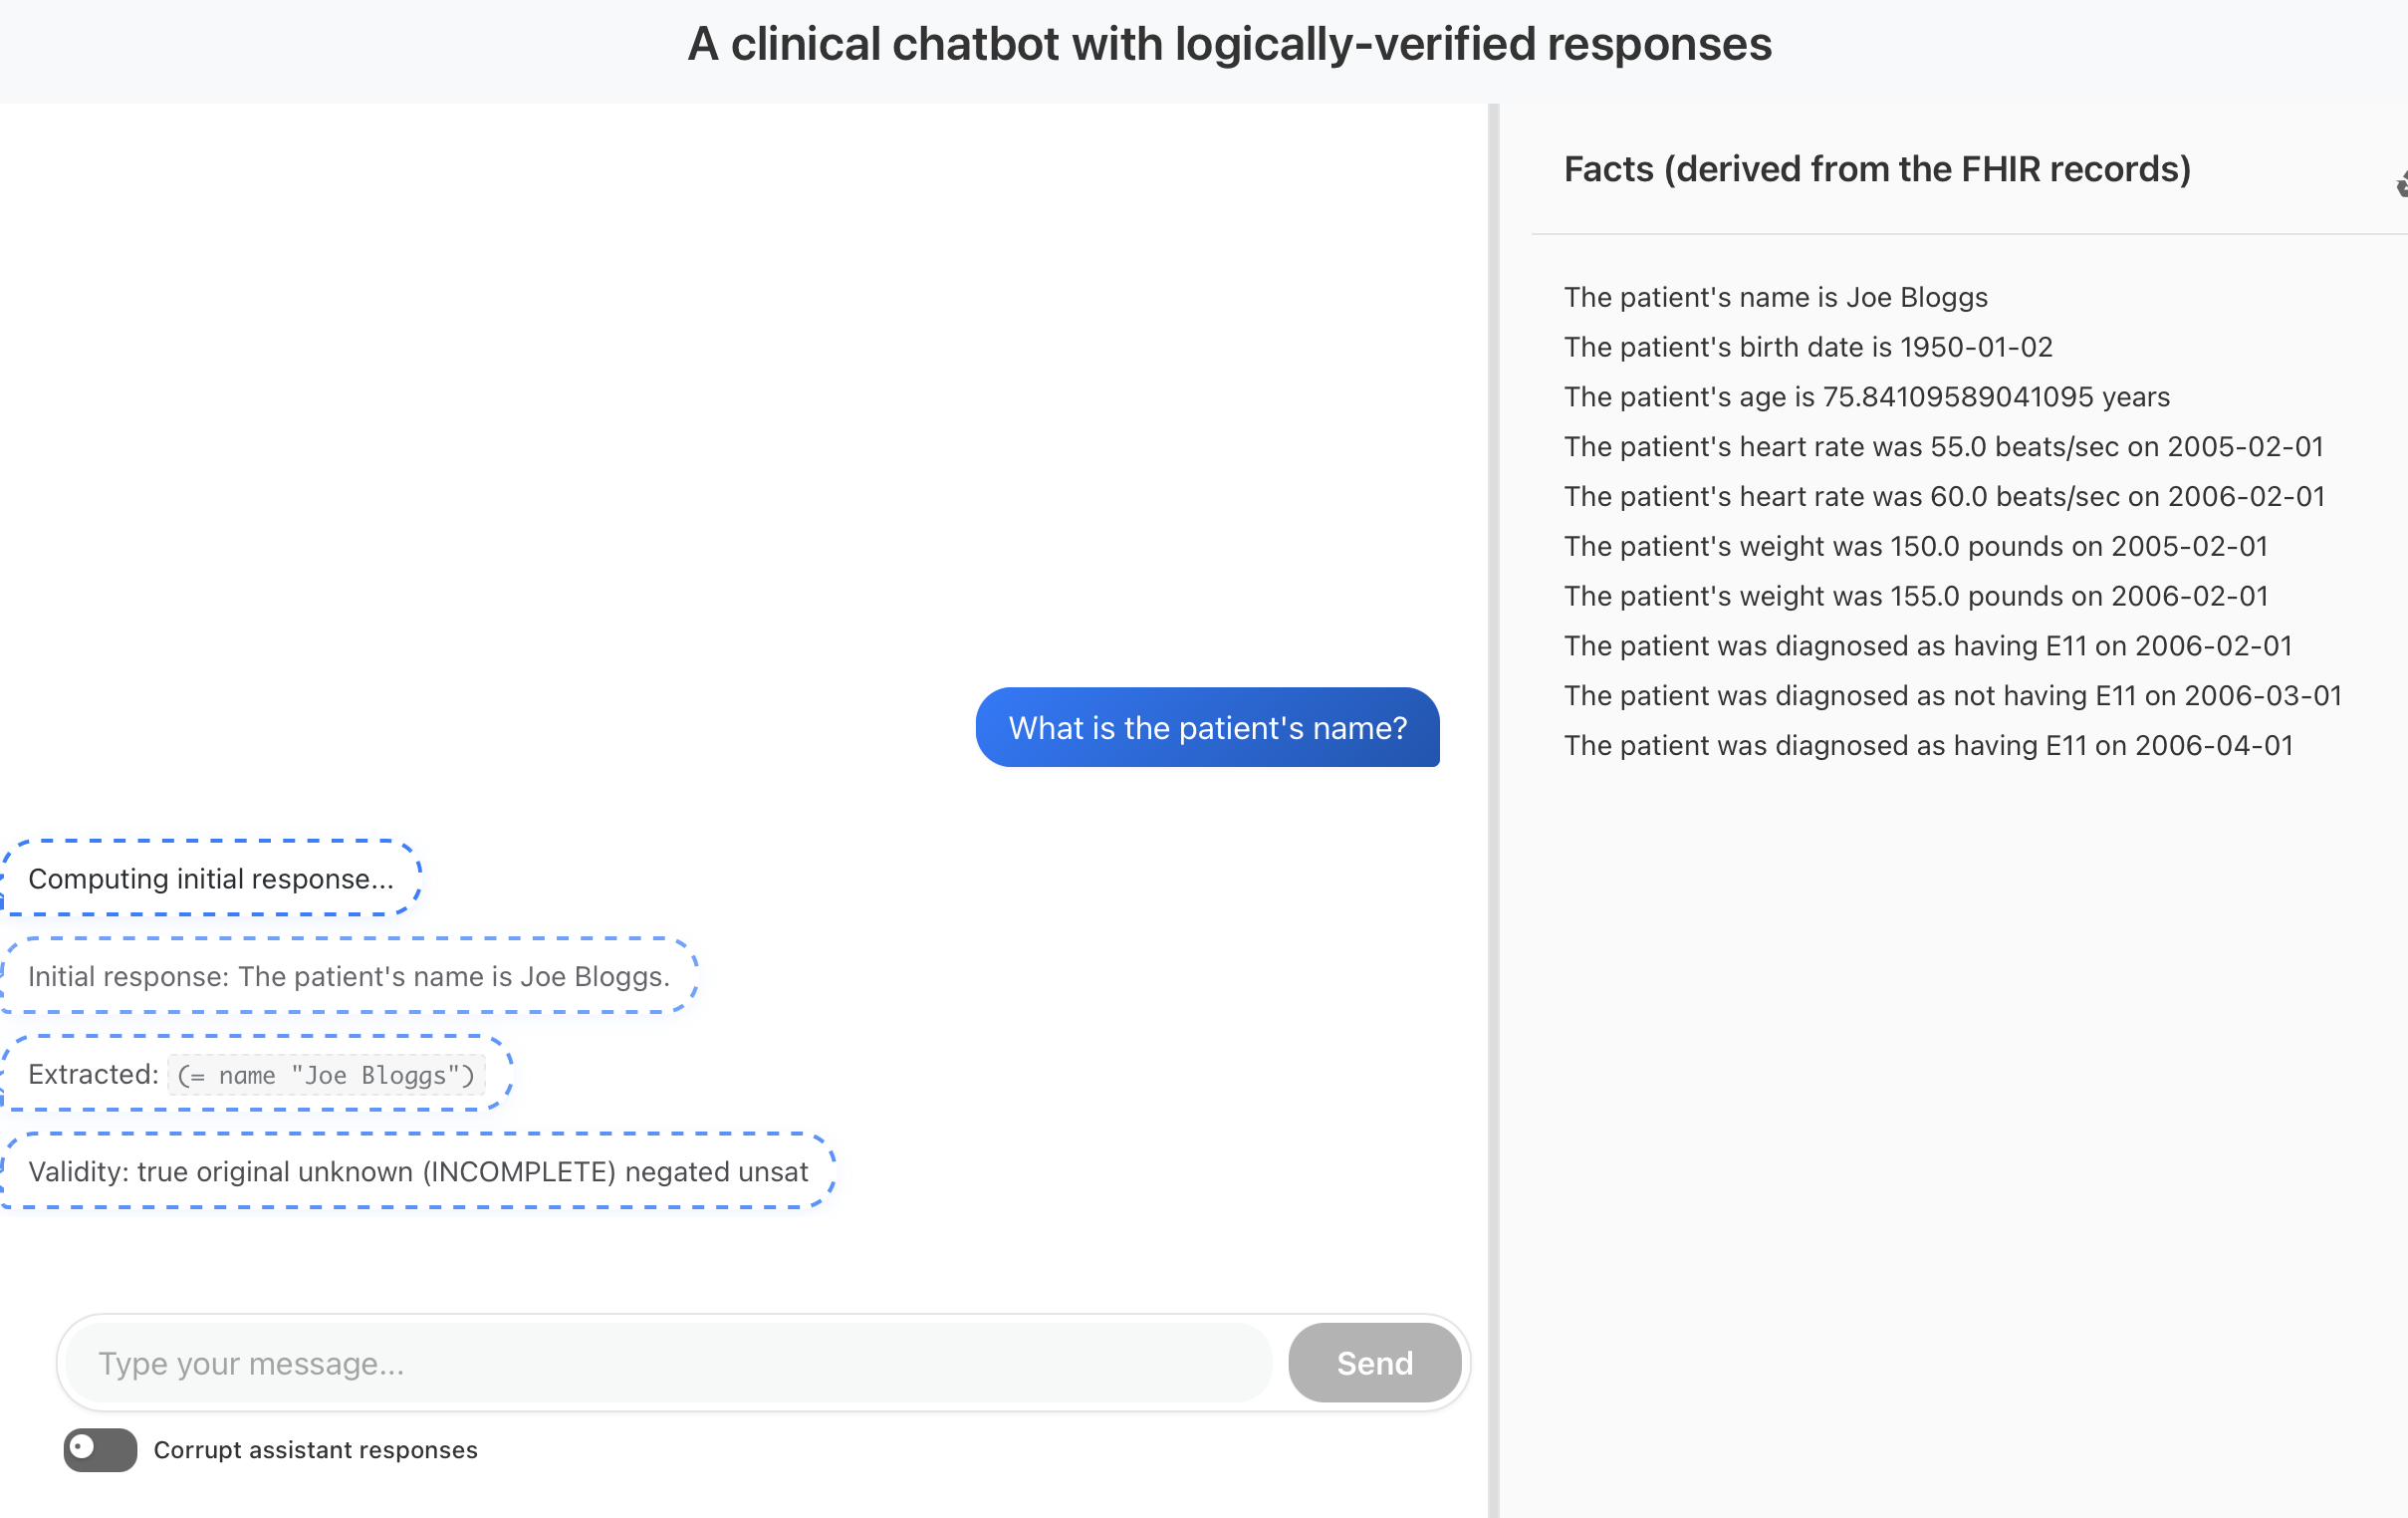 A clinical chatbot with logically-verified responses
What is the patient's name?
Computing initial response...
Initial response: The patient's name is Joe Bloggs.
Extracted: (= name "Joe Bloggs")
Validity: true original unknown (INCOMPLETE) negated unsat
Type your message...
Send
Corrupt assistant responses
Facts (derived from the FHIR records)
The patient's name is Joe Bloggs
The patient's birth date is 1950-01-02
The patient's age is 75.84109589041095 years
The patient's heart rate was 55.0 beats/sec on 2005-02-01
The patient's heart rate was 60.0 beats/sec on 2006-02-01
The patient's weight was 150.0 pounds on 2005-02-01
The patient's weight was 155.0 pounds on 2006-02-01
The patient was diagnosed as having E11 on 2006-02-01
The patient was diagnosed as not having E11 on 2006-03-01
The patient was diagnosed as having E11 on 2006-04-01